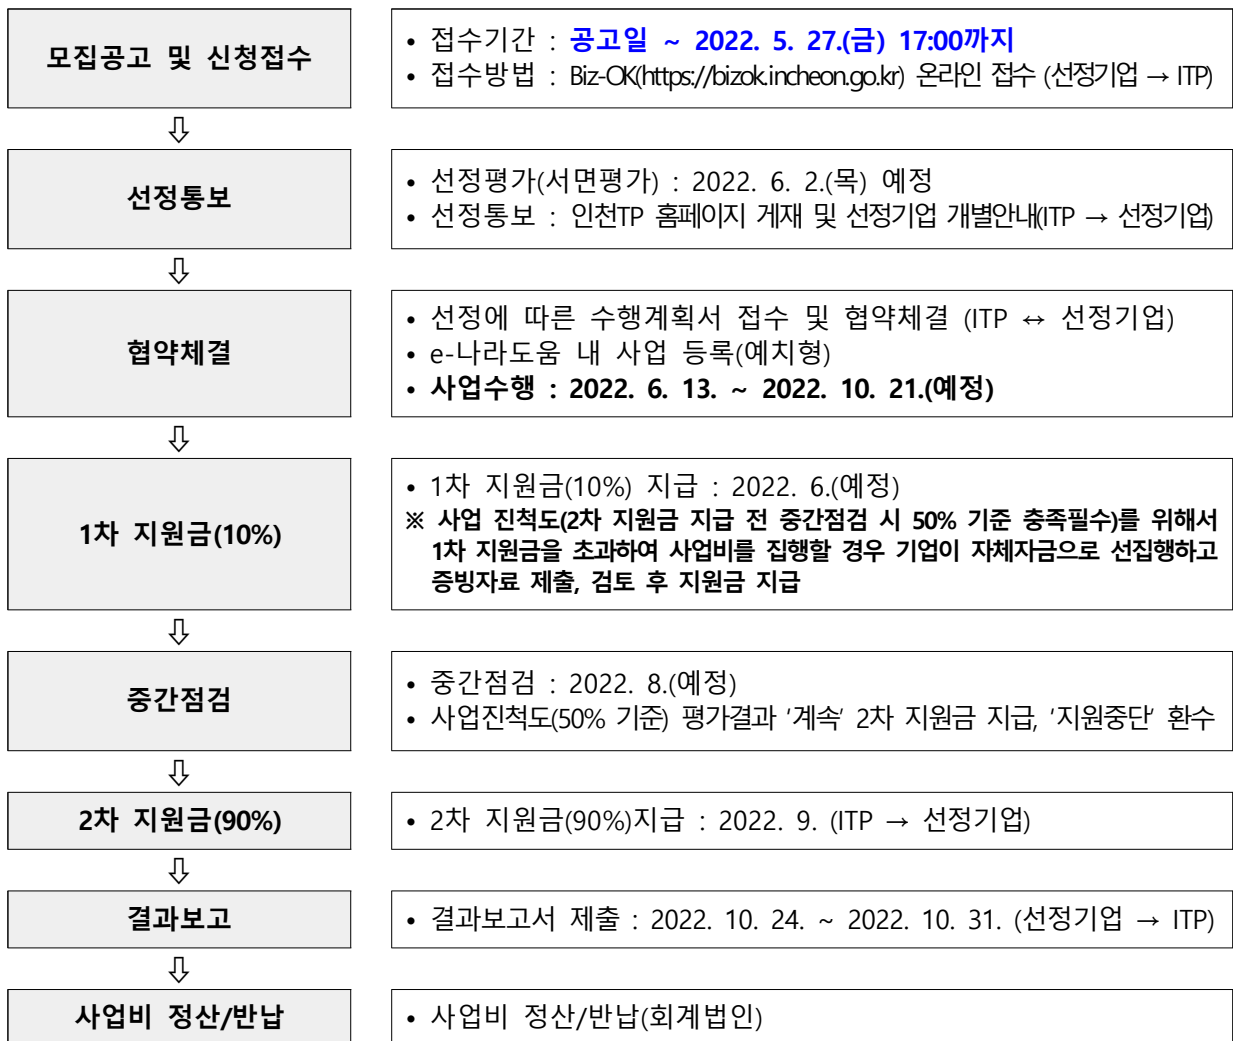 모집공고 및 신청접수
• 접수기간 : 공고일 ~ 2022. 5. 27.(금) 17:00까지
• 접수방법 : Biz-OK(https://bizok.incheon.go.kr) 온라인 접수 (선정기업 → ITP)
⇩
선정통보
• 선정평가(서면평가) : 2022. 6. 2.(목) 예정
• 선정통보 : 인천TP 홈페이지 게재 및 선정기업 개별안내(ITP → 선정기업)
⇩
협약체결
• 선정에 따른 수행계획서 접수 및 협약체결 (ITP ↔ 선정기업)
• e-나라도움 내 사업 등록(예치형)
• 사업수행 : 2022. 6. 13. ~ 2022. 10. 21.(예정)
⇩
1차 지원금(10%)
• 1차 지원금(10%) 지급 : 2022. 6.(예정)
※ 사업 진척도(2차 지원금 지급 전 중간점검 시 50% 기준 충족필수)를 위해서
1차 지원금을 초과하여 사업비를 집행할 경우 기업이 자체자금으로 선집행하고
증빙자료 제출, 검토 후 지원금 지급
⇩
중간점검
• 중간점검 : 2022. 8.(예정)
• 사업진척도(50% 기준) 평가결과 '계속' 2차 지원금 지급, '지원중단' 환수
⇩
2차 지원금(90%)
• 2차 지원금(90%)지급 : 2022. 9. (ITP → 선정기업)
⇩
결과보고
• 결과보고서 제출 : 2022. 10. 24. ~ 2022. 10. 31. (선정기업 → ITP)
⇩
사업비 정산/반납
• 사업비 정산/반납(회계법인)